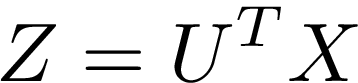 Z = U^T X